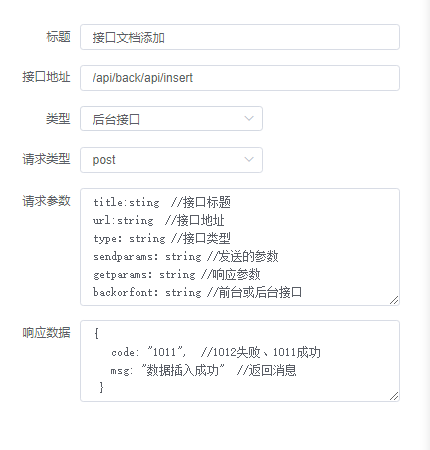 标题 接口文档添加
接口地址 /api/back/api/insert
类型 后台接口
请求类型 post
请求参数 title:sting //接口标题
url:string //接口地址
type: string //接口类型
sendparams: string //发送的参数
getparams: string //响应参数
backorfont: string //前台或后台接口
响应数据 {
code: "1011", //1012失败、1011成功
msg: "数据插入成功" //返回消息
}